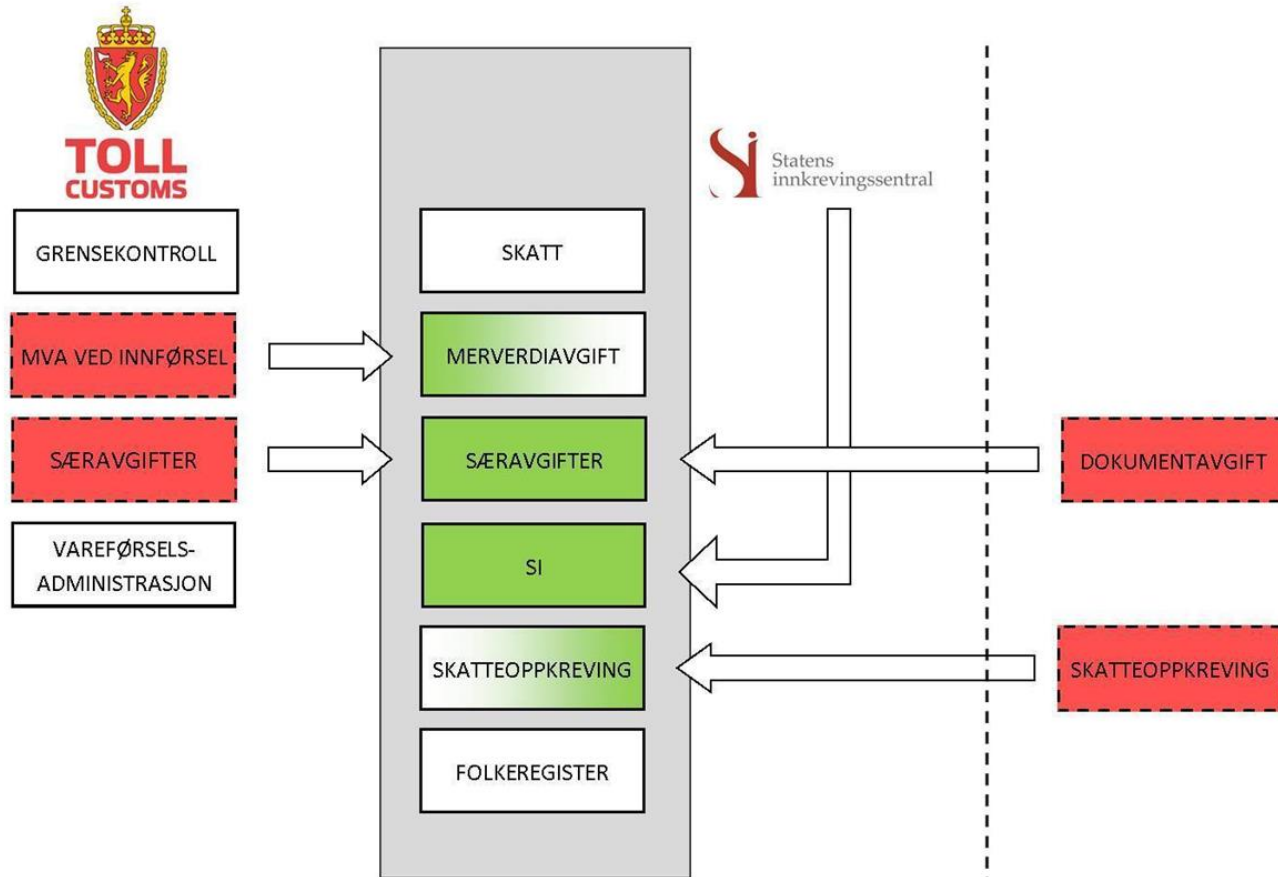 TOLL
CUSTOMS
GRENSEKONTROLL
MVA VED INNFØRSEL
SÆRAVGIFTER
VAREFØRSELS-
ADMINISTRASJON
SKATT
MERVERDIAVGIFT
SÆRAVGIFTER
SI
SKATTEOPPKREVING
FOLKEREGISTER
Si
Statens
innkrevingssentral
DOKUMENTAVGIFT
SKATTEOPPKREVING